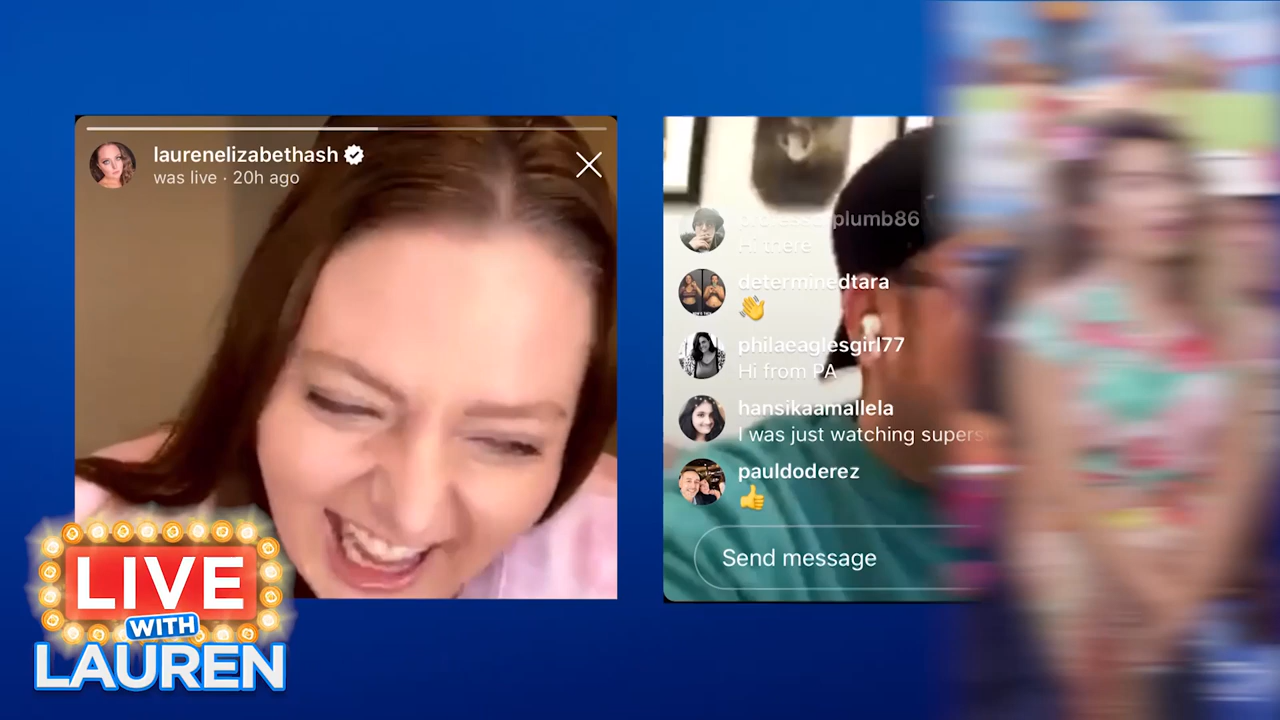 laurenelizabethash
was live · 20h ago
plumb86
Hi there
determinedtara
👋
philaeaglesgirl77
Hi from PA
hansikaamallela
I was just watching supers
pauldoderez
👍
Send message
LIVE
WITH
LAUREN